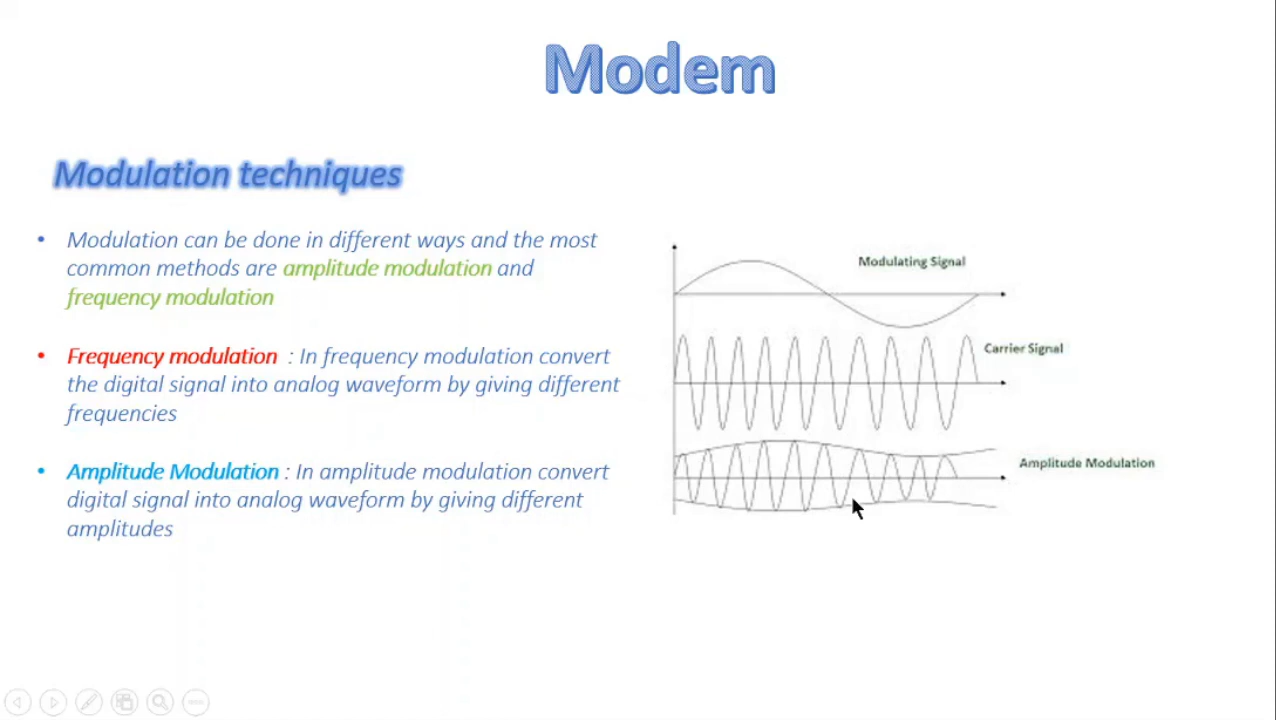 Modem
Modulation techniques
• Modulation can be done in different ways and the most
common methods are amplitude modulation and
frequency modulation
• Frequency modulation : In frequency modulation convert
the digital signal into analog waveform by giving different
frequencies
• Amplitude Modulation : In amplitude modulation convert
digital signal into analog waveform by giving different
amplitudes
Modulating Signal
Carrier Signal
Amplitude Modulation